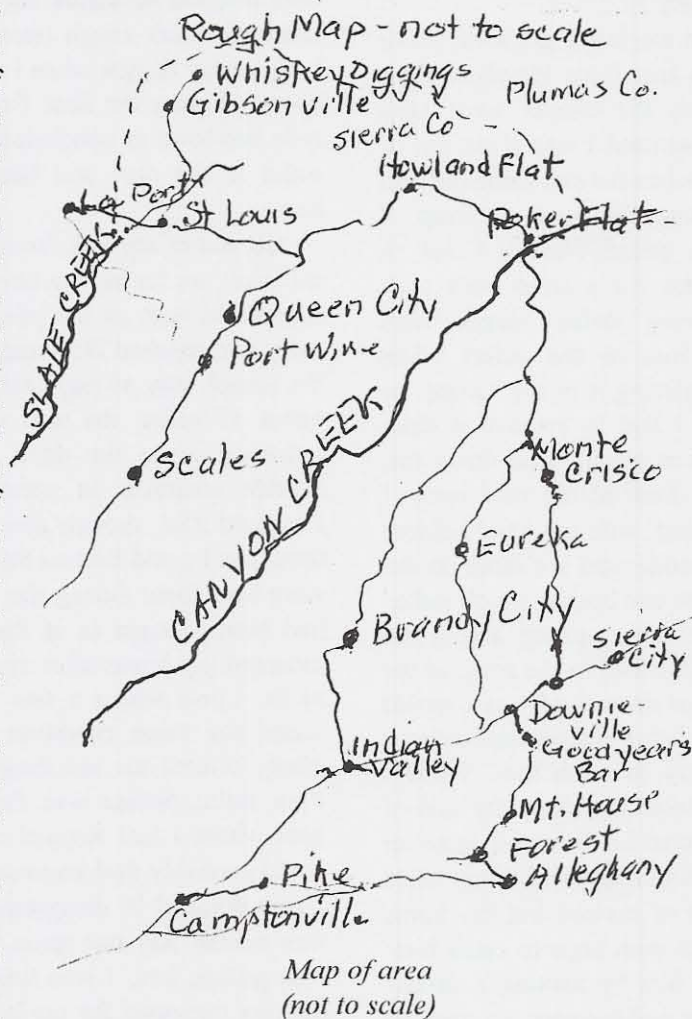 Rough Map - not to scale
Whiskey Diggings
Gibsonville
Plumas Co.
Sierra Co
Howland Flat
La Port
St Louis
Poker Flat
SLATE CREEK
Queen City
Port Wine
CANYON CREEK
Scales
Monte
Crisco
Eureka
Brandy City
Sierra
City
Downie-
ville
Indian
Valley
Goodyears
Bar
Mt. House
Forest
Pike
Alleghany
Camptonville
Map of area
(not to scale)